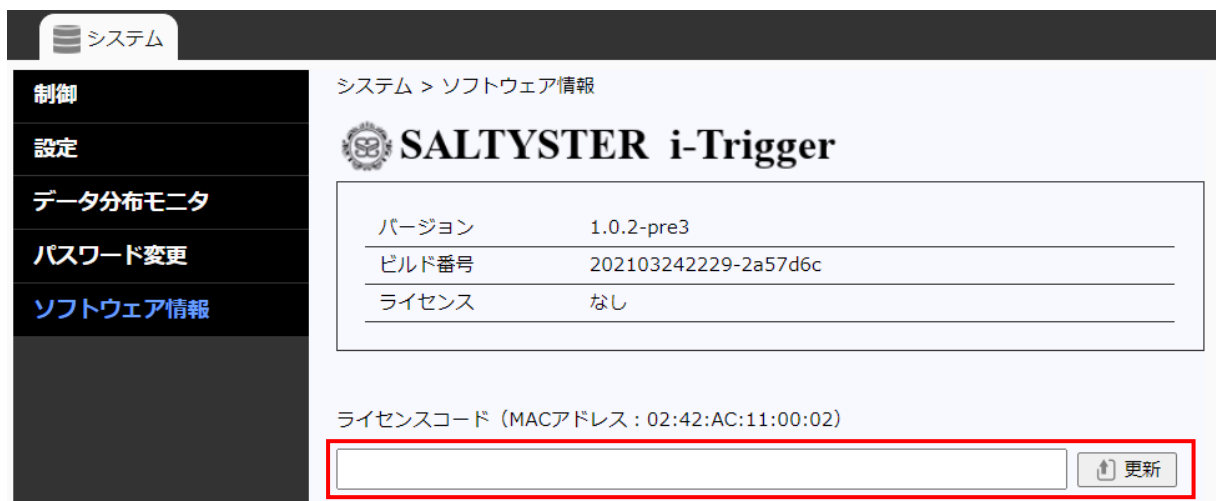 システム
制御
設定
データ分布モニタ
パスワード変更
ソフトウェア情報
システム > ソフトウェア情報
SALTYSTER i-Trigger
バージョン 1.0.2-pre3
ビルド番号 202103242229-2a57d6c
ライセンス なし
ライセンスコード（MACアドレス：02:42:AC:11:00:02）
更新